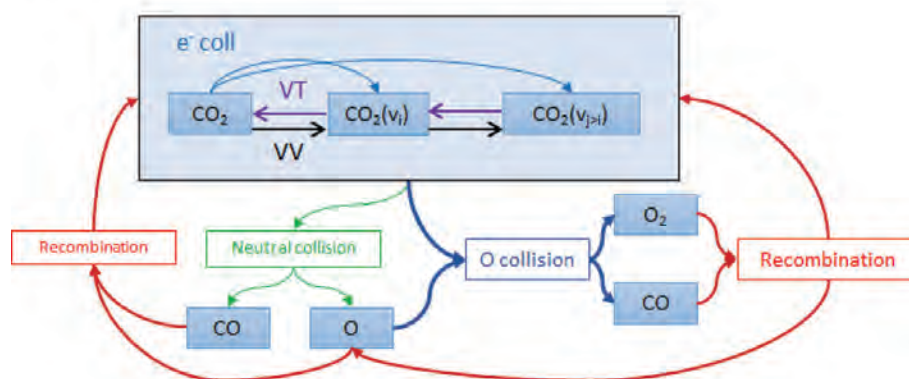 e⁻ coll
VT
CO₂
CO₂(vᵢ)
CO₂(vⱼ>ᵢ)
VV
O₂
Recombination
Neutral collision
O collision
Recombination
CO
O
CO